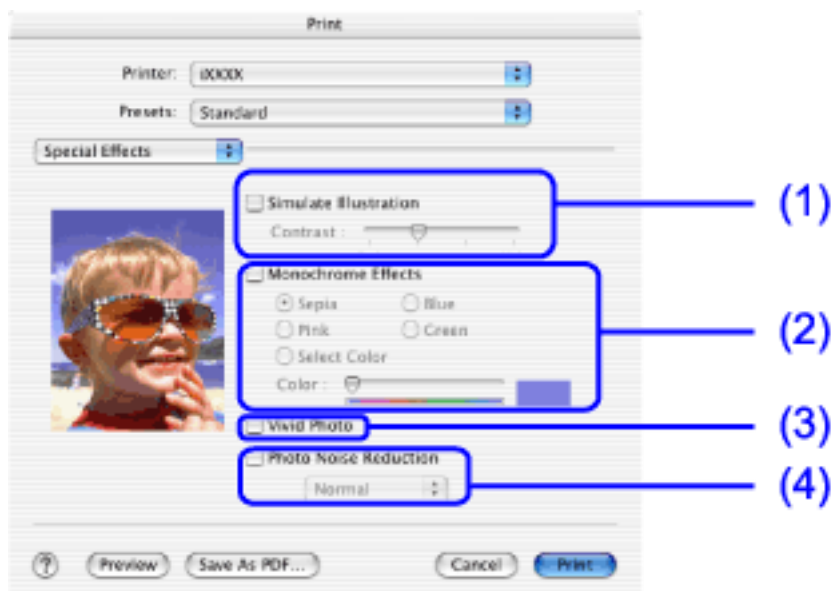 Print
Printer: iXXXX
Presets: Standard
Special Effects
Simulate Illustration
Contrast :
(1)
Monochrome Effects
Sepia Blue
Pink Green
Select Color
Color :
(2)
Vivid Photo
(3)
Photo Noise Reduction
Normal
(4)
? Preview Save As PDF... Cancel Print